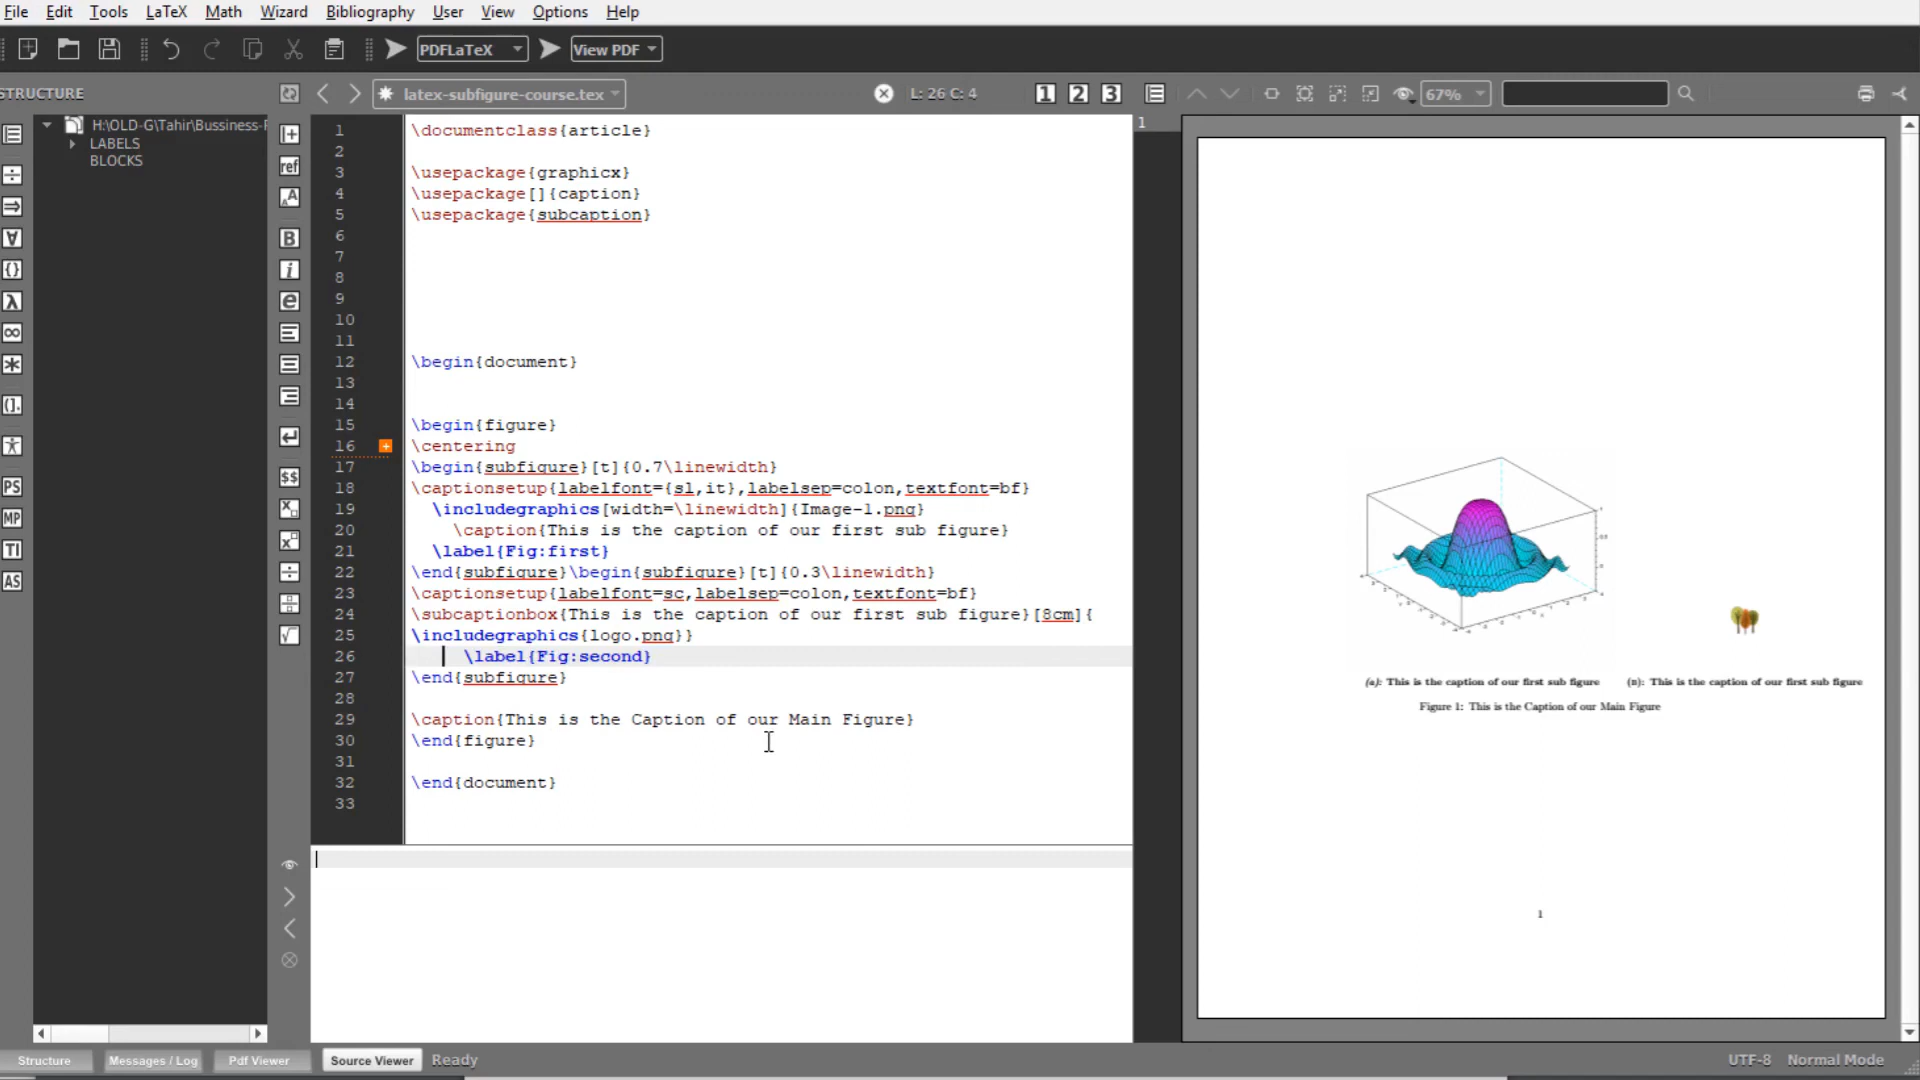 File Edit Tools LaTeX Math Wizard Bibliography User View Options Help
PDFLaTeX View PDF
STRUCTURE
latex-subfigure-course.tex L: 26 C: 4 1 2 3 67%
H:\OLD-G\Tahir\Bussiness-
LABELS
BLOCKS
1 \documentclass{article}
2
3 \usepackage{graphicx}
4 \usepackage[]{caption}
5 \usepackage{subcaption}
6
7
8
9
10
11
12 \begin{document}
13
14
15 \begin{figure}
16 \centering
17 \begin{subfigure}[t]{0.7\linewidth}
18 \captionsetup{labelfont={sl,it},labelsep=colon,textfont=bf}
19 \includegraphics[width=\linewidth]{Image-1.png}
20 \caption{This is the caption of our first sub figure}
21 \label{Fig:first}
22 \end{subfigure}\begin{subfigure}[t]{0.3\linewidth}
23 \captionsetup{labelfont=sc,labelsep=colon,textfont=bf}
24 \subcaptionbox{This is the caption of our first sub figure}[8cm]{
25 \includegraphics{logo.png}}
26 \label{Fig:second}
27 \end{subfigure}
28
29 \caption{This is the Caption of our Main Figure}
30 \end{figure}
31
32 \end{document}
33
ref
PS
MP
TI
AS
$$
1
(a): This is the caption of our first sub figure (B): This is the caption of our first sub figure
Figure 1: This is the Caption of our Main Figure
1
Structure Messages / Log Pdf Viewer Source Viewer Ready UTF-8 Normal Mode